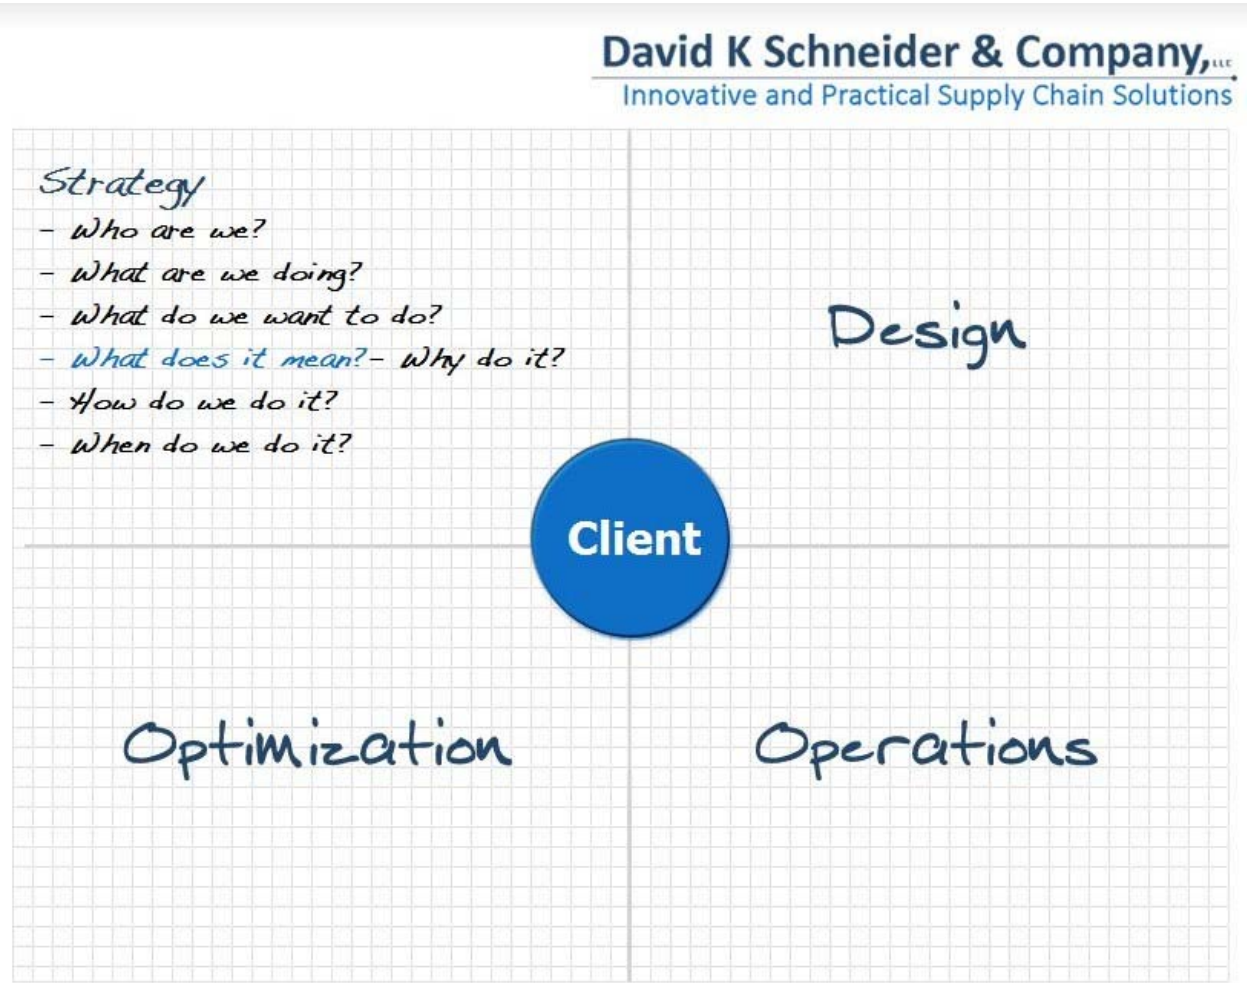 David K Schneider & Company, LLC
Innovative and Practical Supply Chain Solutions
Strategy
- Who are we?
- What are we doing?
- What do we want to do?
- What does it mean? - Why do it?
- How do we do it?
- When do we do it?
Design
Client
Optimization
Operations